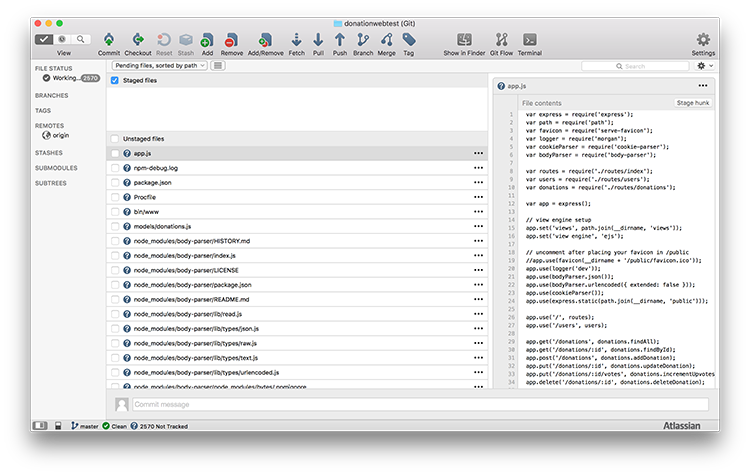 donationwebtest (Git)
View Commit Checkout Reset Stash Add Remove Add/Remove Fetch Pull Push Branch Merge Tag Show in Finder Git Flow Terminal Settings
FILE STATUS
Working... 2570
BRANCHES
TAGS
REMOTES
origin
STASHES
SUBMODULES
SUBTREES
Pending files, sorted by path
Search
Staged files
Unstaged files
app.js
npm-debug.log
package.json
Procfile
bin/www
models/donations.js
node_modules/body-parser/HISTORY.md
node_modules/body-parser/index.js
node_modules/body-parser/LICENSE
node_modules/body-parser/package.json
node_modules/body-parser/README.md
node_modules/body-parser/lib/read.js
node_modules/body-parser/lib/types/json.js
node_modules/body-parser/lib/types/raw.js
node_modules/body-parser/lib/types/text.js
node_modules/body-parser/lib/types/urlencoded.js
node_modules/body-parser/node_modules/bytes/.npmignore
app.js
File contents
Stage hunk
1 var express = require('express');
2 var path = require('path');
3 var favicon = require('serve-favicon');
4 var logger = require('morgan');
5 var cookieParser = require('cookie-parser');
6 var bodyParser = require('body-parser');
7
8 var routes = require('./routes/index');
9 var users = require('./routes/users');
10 var donations = require('./routes/donations');
11
12 var app = express();
13
14 // view engine setup
15 app.set('views', path.join(__dirname, 'views'));
16 app.set('view engine', 'ejs');
17
18 // uncomment after placing your favicon in /public
19 //app.use(favicon(__dirname + '/public/favicon.ico'));
20 app.use(logger('dev'));
21 app.use(bodyParser.json());
22 app.use(bodyParser.urlencoded({ extended: false }));
23 app.use(cookieParser());
24 app.use(express.static(path.join(__dirname, 'public')));
25
26 app.use('/', routes);
27 app.use('/users', users);
28
29 app.get('/donations', donations.findAll);
30 app.get('/donations/:id', donations.findById);
31 app.post('/donations', donations.addDonation);
32 app.put('/donations/:id', donations.updateDonation);
33 app.put('/donations/:id/votes', donations.incrementUpvotes
34 app.delete('/donations/:id', donations.deleteDonation);
Commit message
master Clean 2570 Not Tracked
Atlassian